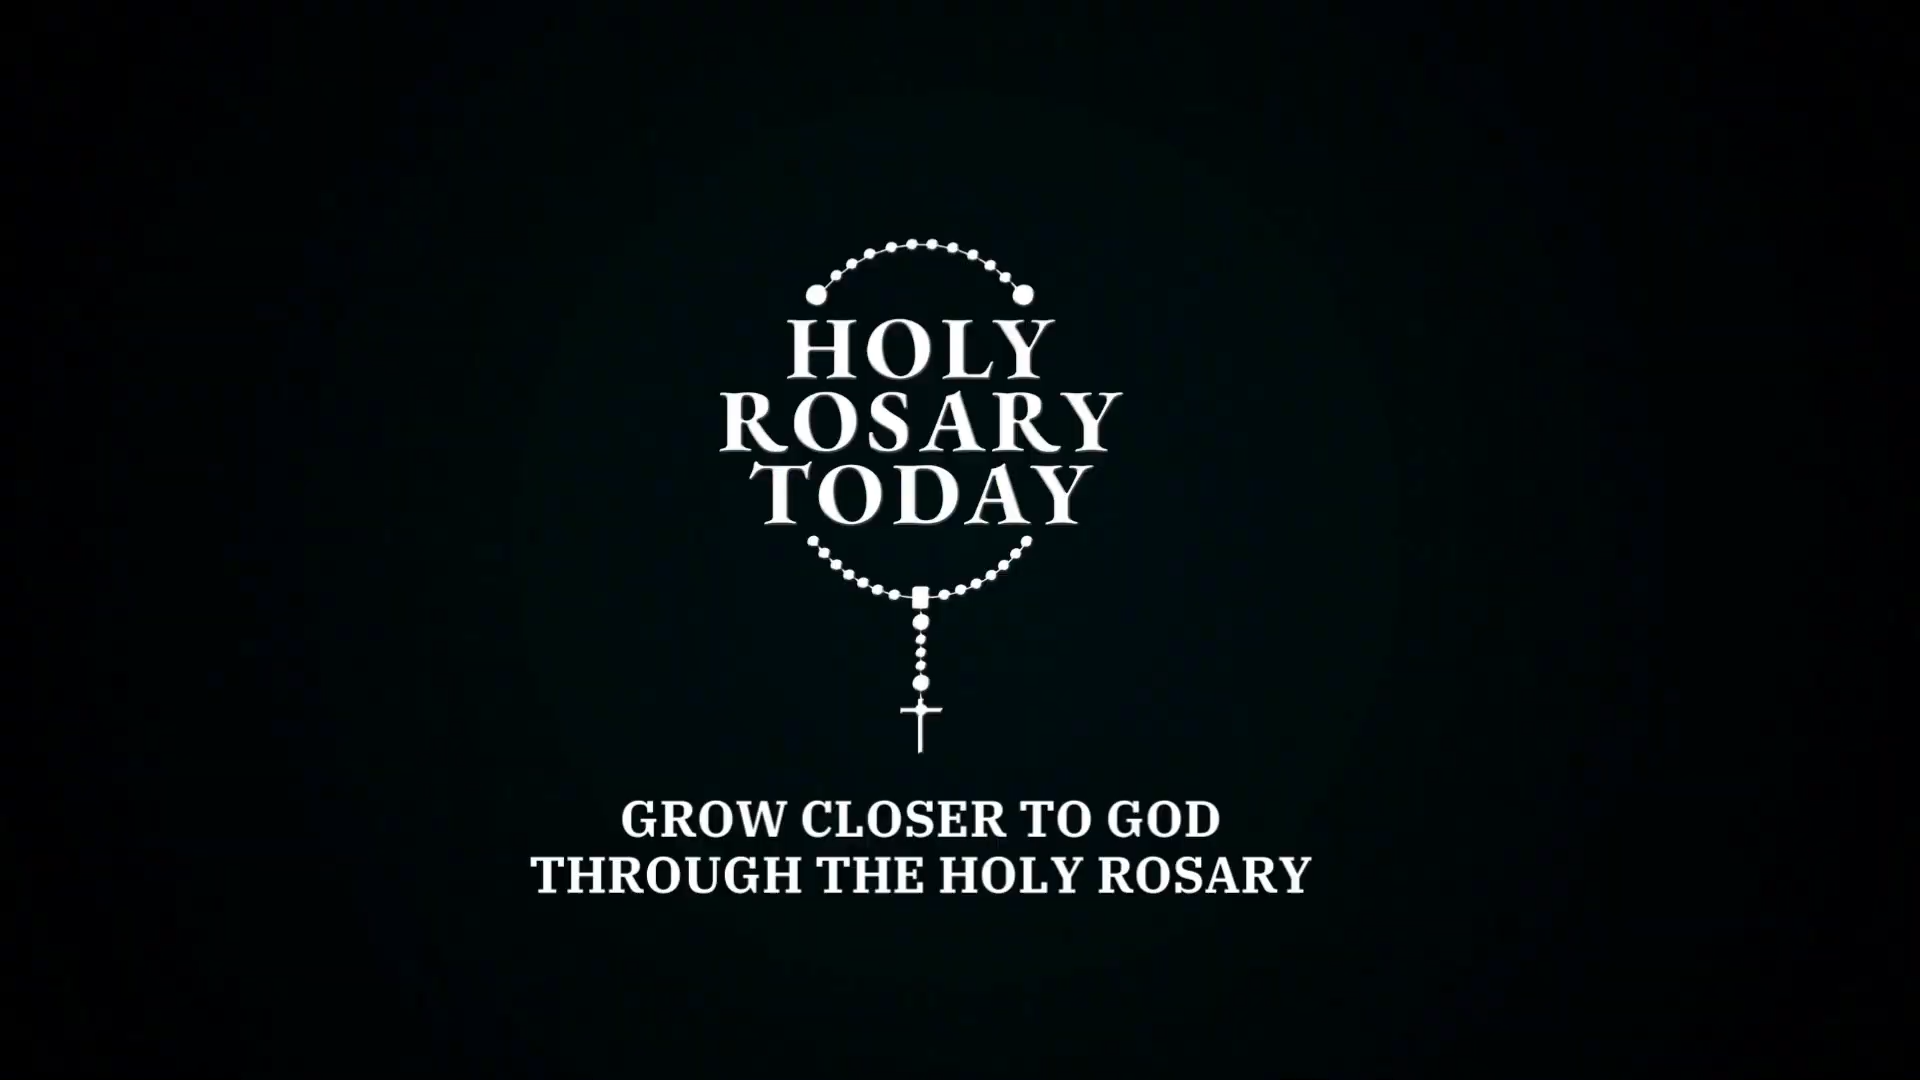 HOLY
ROSARY
TODAY
GROW CLOSER TO GOD
THROUGH THE HOLY ROSARY